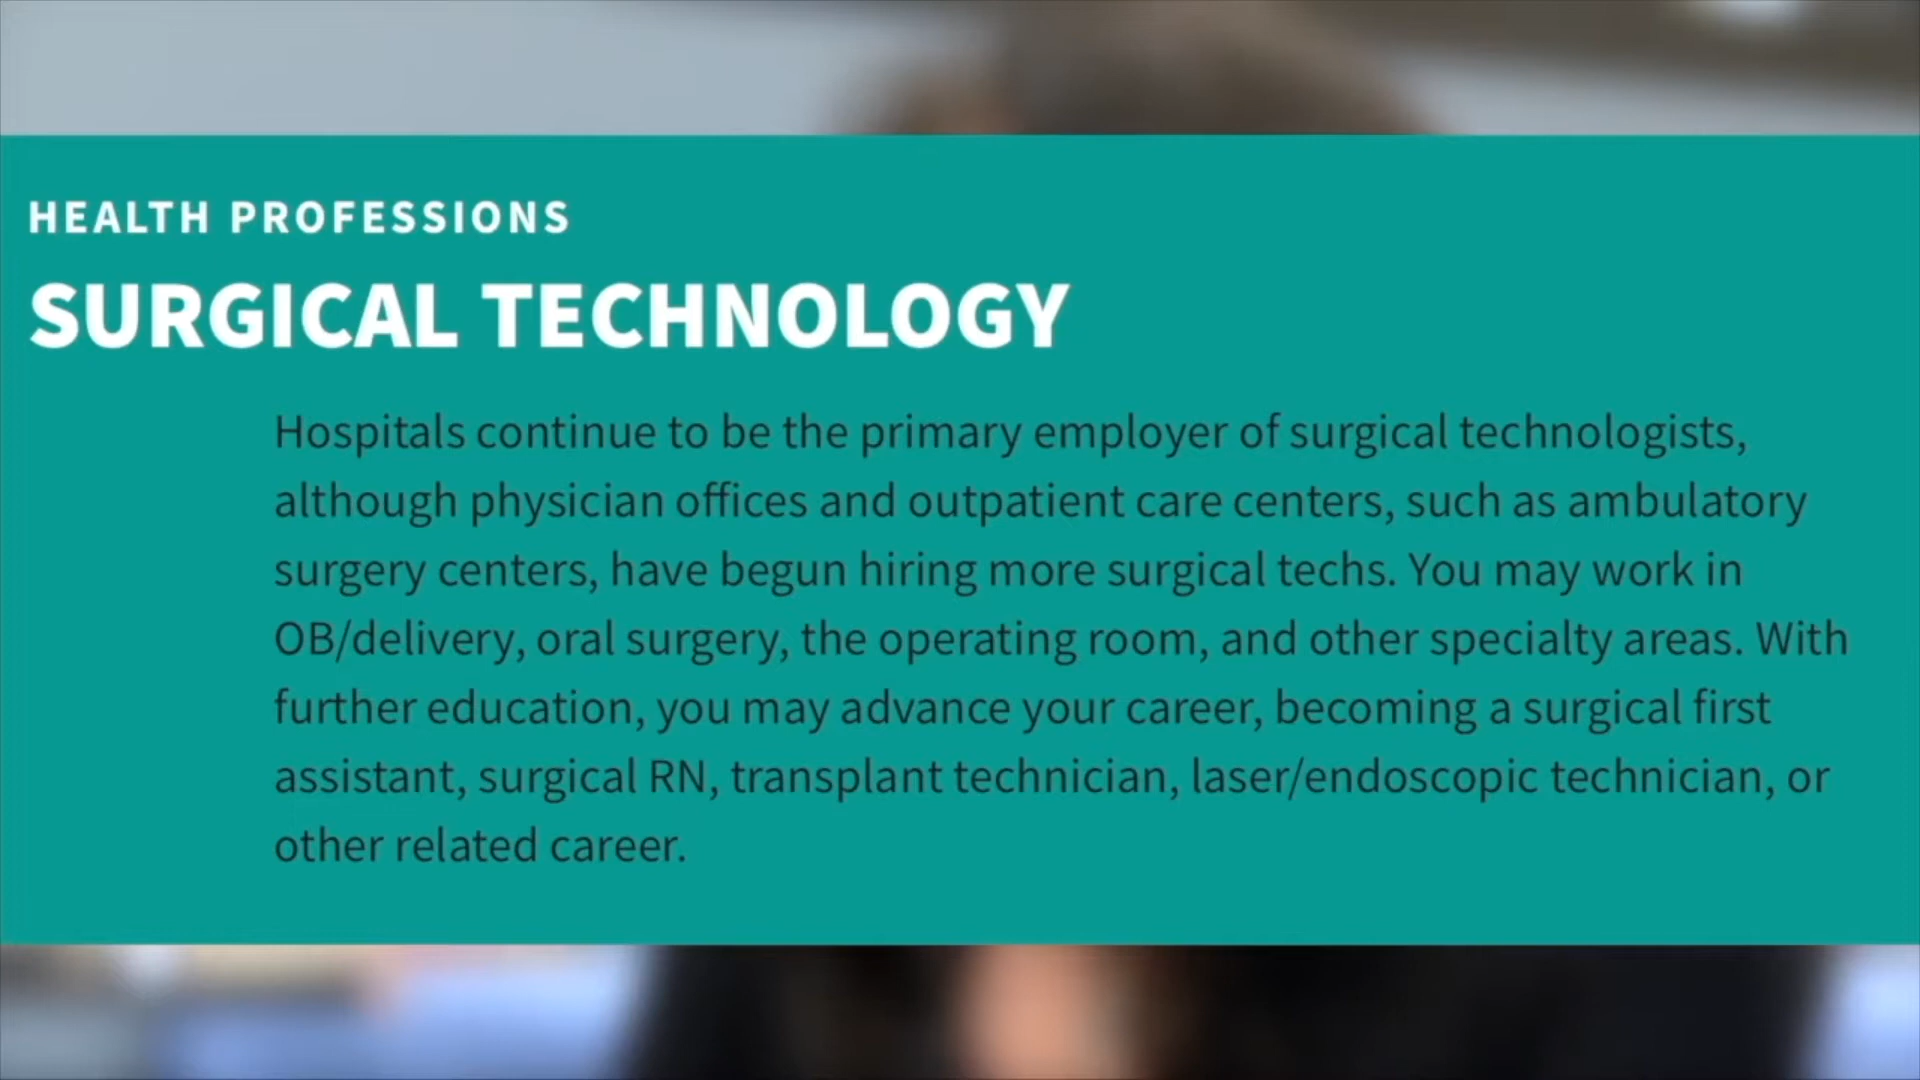 HEALTH PROFESSIONS
SURGICAL TECHNOLOGY
Hospitals continue to be the primary employer of surgical technologists,
although physician offices and outpatient care centers, such as ambulatory
surgery centers, have begun hiring more surgical techs. You may work in
OB/delivery, oral surgery, the operating room, and other specialty areas. With
further education, you may advance your career, becoming a surgical first
assistant, surgical RN, transplant technician, laser/endoscopic technician, or
other related career.